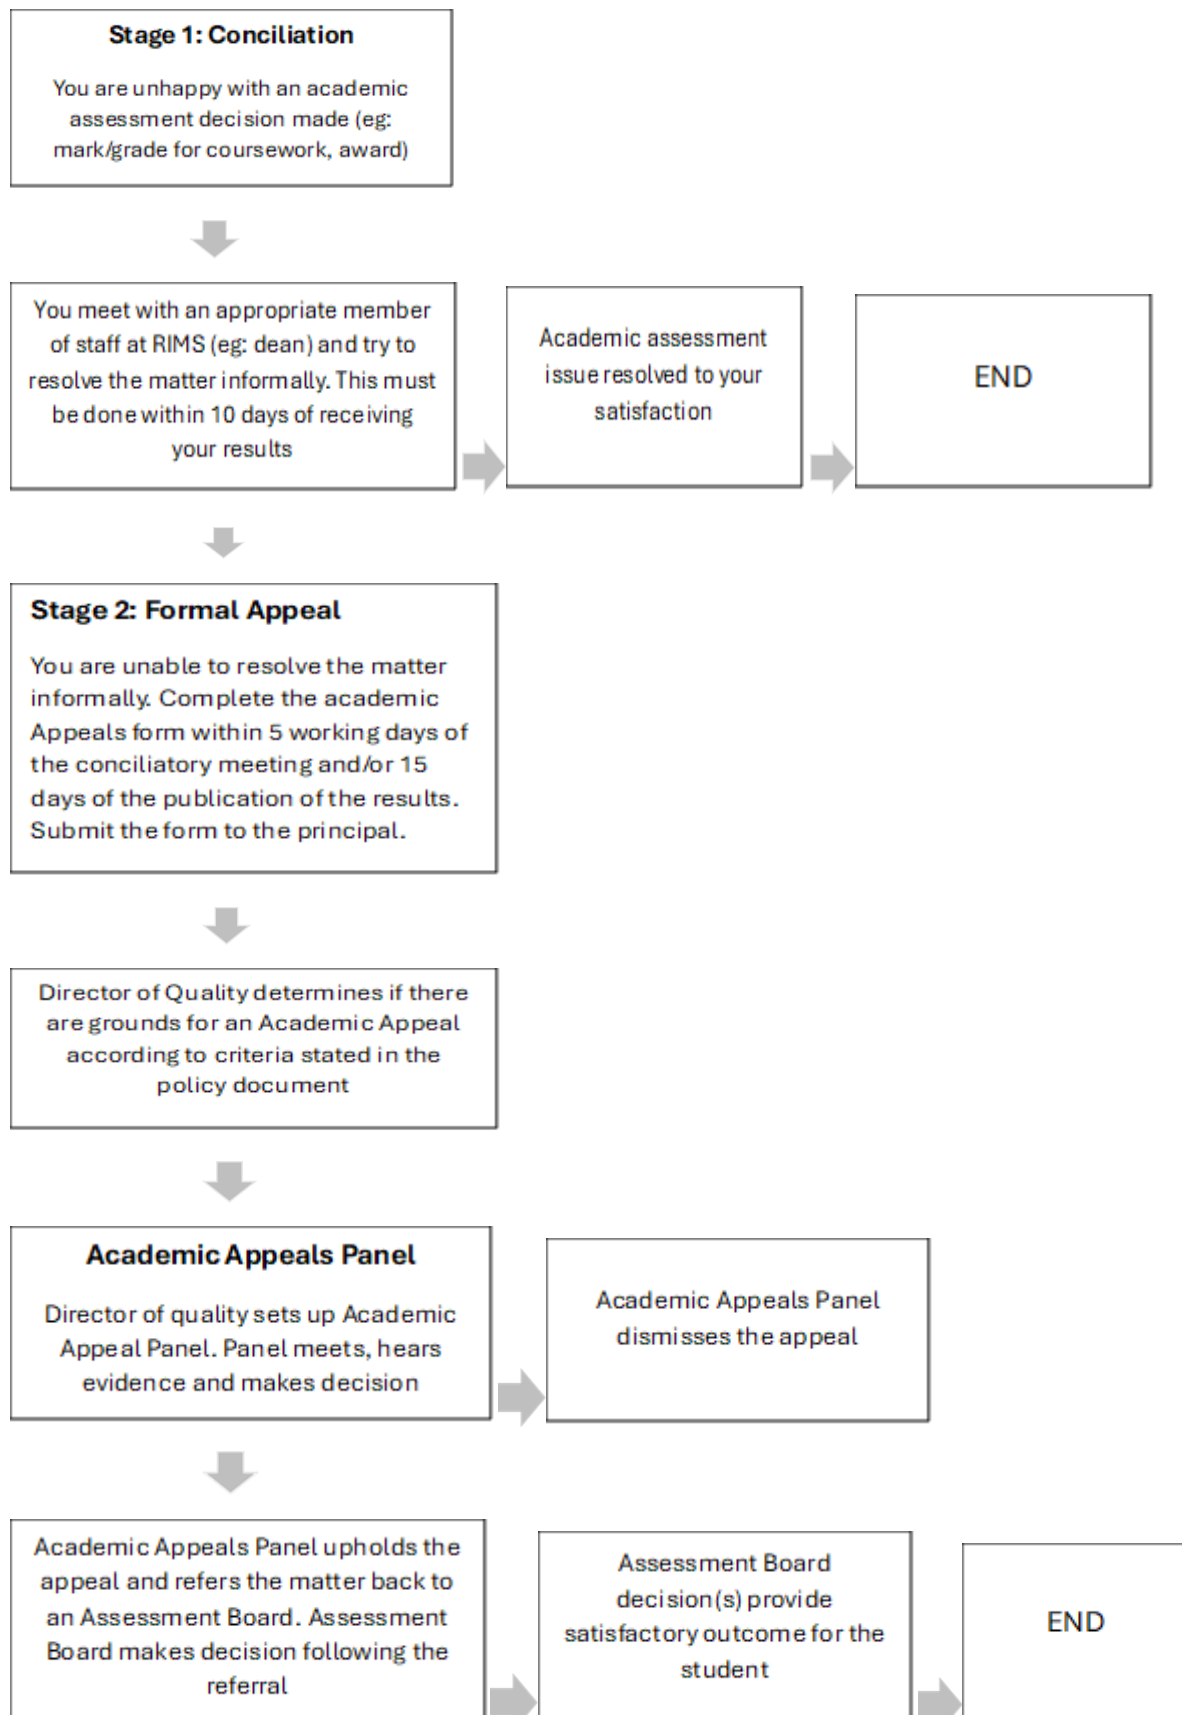 Stage 1: Conciliation
You are unhappy with an academic
assessment decision made (eg:
mark/grade for coursework, award)
You meet with an appropriate member
of staff at RIMS (eg: dean) and try to
resolve the matter informally. This must
be done within 10 days of receiving
your results
Academic assessment
issue resolved to your
satisfaction
END
Stage 2: Formal Appeal
You are unable to resolve the matter
informally. Complete the academic
Appeals form within 5 working days of
the conciliatory meeting and/or 15
days of the publication of the results.
Submit the form to the principal.
Director of Quality determines if there
are grounds for an Academic Appeal
according to criteria stated in the
policy document
Academic Appeals Panel
Director of quality sets up Academic
Appeal Panel. Panel meets, hears
evidence and makes decision
Academic Appeals Panel
dismisses the appeal
Academic Appeals Panel upholds the
appeal and refers the matter back to
an Assessment Board. Assessment
Board makes decision following the
referral
Assessment Board
decision(s) provide
satisfactory outcome for the
student
END